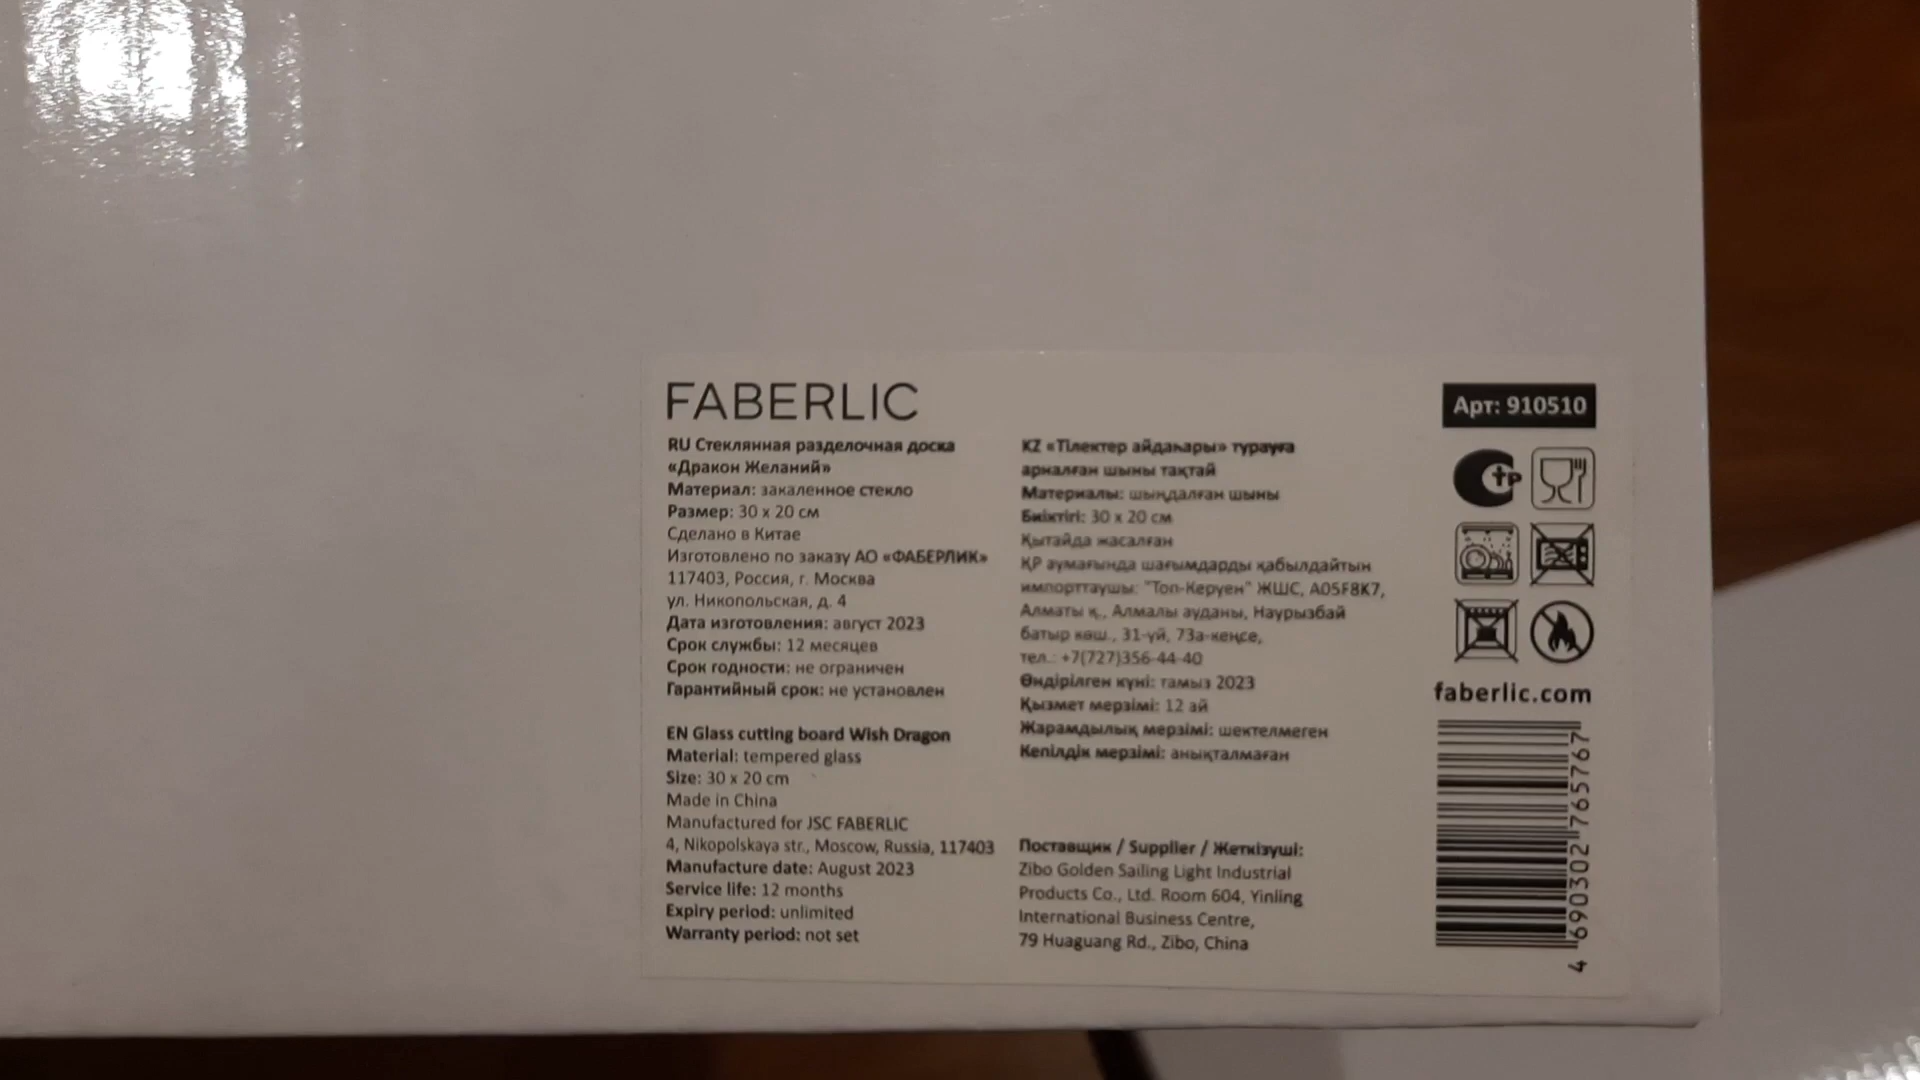 FABERLIC
RU Стеклянная разделочная доска
«Дракон Желаний»
Материал: закаленное стекло
Размер: 30 x 20 см
Сделано в Китае
Изготовлено по заказу АО «ФАБЕРЛИК»
117403, Россия, г. Москва
ул. Никопольская, д. 4
Дата изготовления: август 2023
Срок службы: 12 месяцев
Срок годности: не ограничен
Гарантийный срок: не установлен
EN Glass cutting board Wish Dragon
Material: tempered glass
Size: 30 x 20 cm
Made in China
Manufactured for JSC FABERLIC
4, Nikopolskaya str., Moscow, Russia, 117403
Manufacture date: August 2023
Service life: 12 months
Expiry period: unlimited
Warranty period: not set
KZ «Тілектер айдаһары» турауға
арналған шыны тақтай
Материалы: шыңдалған шыны
Биіктігі: 30 x 20 см
Қытайда жасалған
ҚР аумағында шағымдарды қабылдайтын
импорттаушы: "Топ-Керуен" ЖШС, A05F8K7,
Алматы қ., Алмалы ауданы, Наурызбай
батыр көш., 31-үй, 73а-кеңсе,
тел.: +7(727)356-44-40
Өндірілген күні: тамыз 2023
Қызмет мерзімі: 12 ай
Жарамдылық мерзімі: шектелмеген
Кепілдік мерзімі: анықталмаған
Поставщик / Supplier / Жеткізуші:
Zibo Golden Sailing Light Industrial
Products Co., Ltd. Room 604, Yinling
International Business Centre,
79 Huaguang Rd., Zibo, China
Арт: 910510
faberlic.com
4 690302 765767